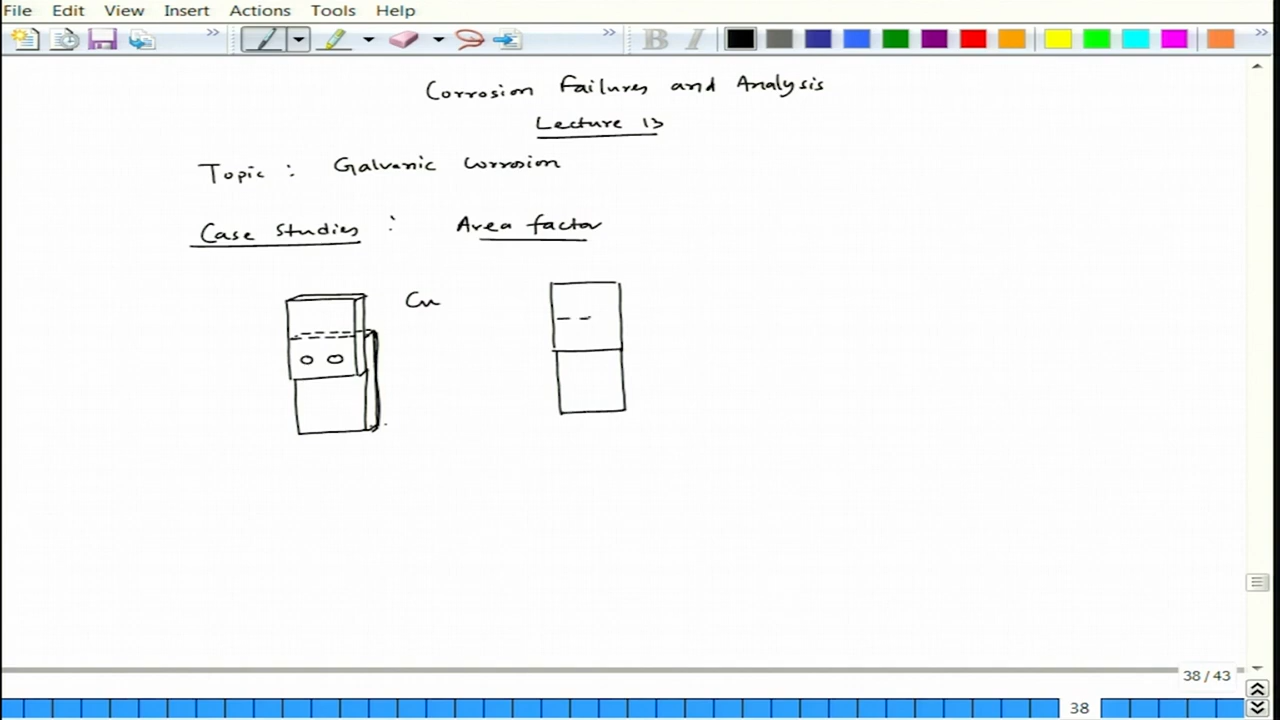 File Edit View Insert Actions Tools Help
B I
Corrosion Failures and Analysis
Lecture 13
Topic : Galvanic Corrosion
Case Studies : Area factor
Cu
38 / 43
38